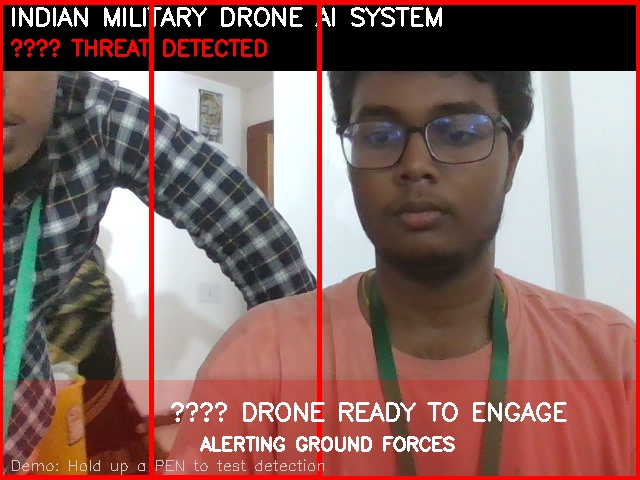 INDIAN MILITARY DRONE AI SYSTEM
???? THREAT DETECTED
???? DRONE READY TO ENGAGE
ALERTING GROUND FORCES
Demo: Hold up a PEN to test detection